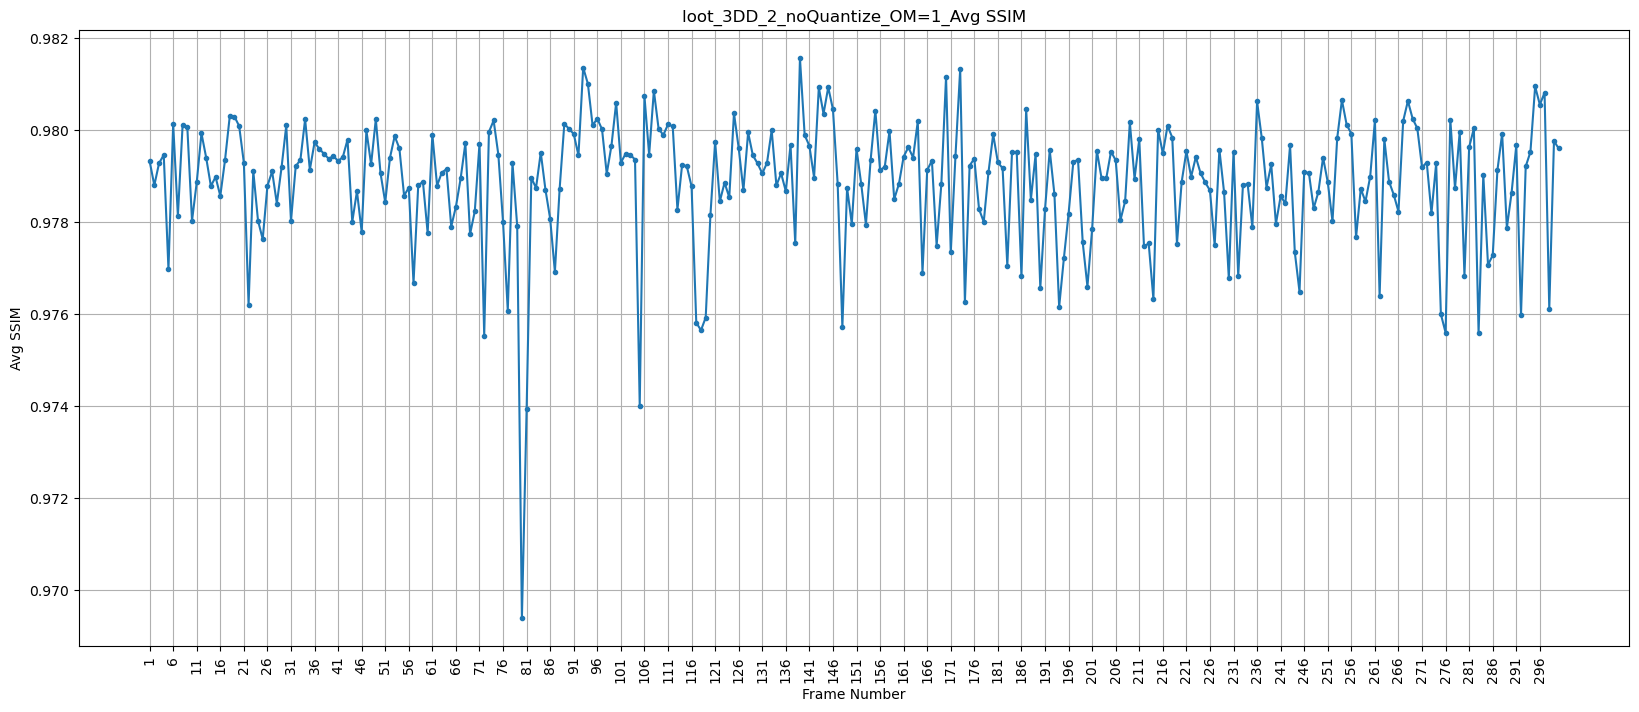 loot_3DD_2_noQuantize_OM=1_Avg SSIM
0.982
0.980
0.978
0.976
0.974
0.972
0.970
Avg SSIM
1 6 11 16 21 26 31 36 41 46 51 56 61 66 71 76 81 86 91 96 101 106 111 116 121 126 131 136 141 146 151 156 161 166 171 176 181 186 191 196 201 206 211 216 221 226 231 236 241 246 251 256 261 266 271 276 281 286 291 296
Frame Number